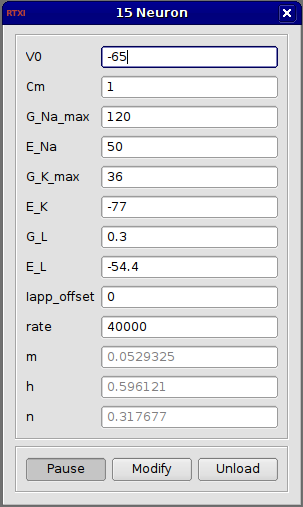 RTXI 15 Neuron
V0 -65
Cm 1
G_Na_max 120
E_Na 50
G_K_max 36
E_K -77
G_L 0.3
E_L -54.4
Iapp_offset 0
rate 40000
m 0.0529325
h 0.596121
n 0.317677
Pause Modify Unload